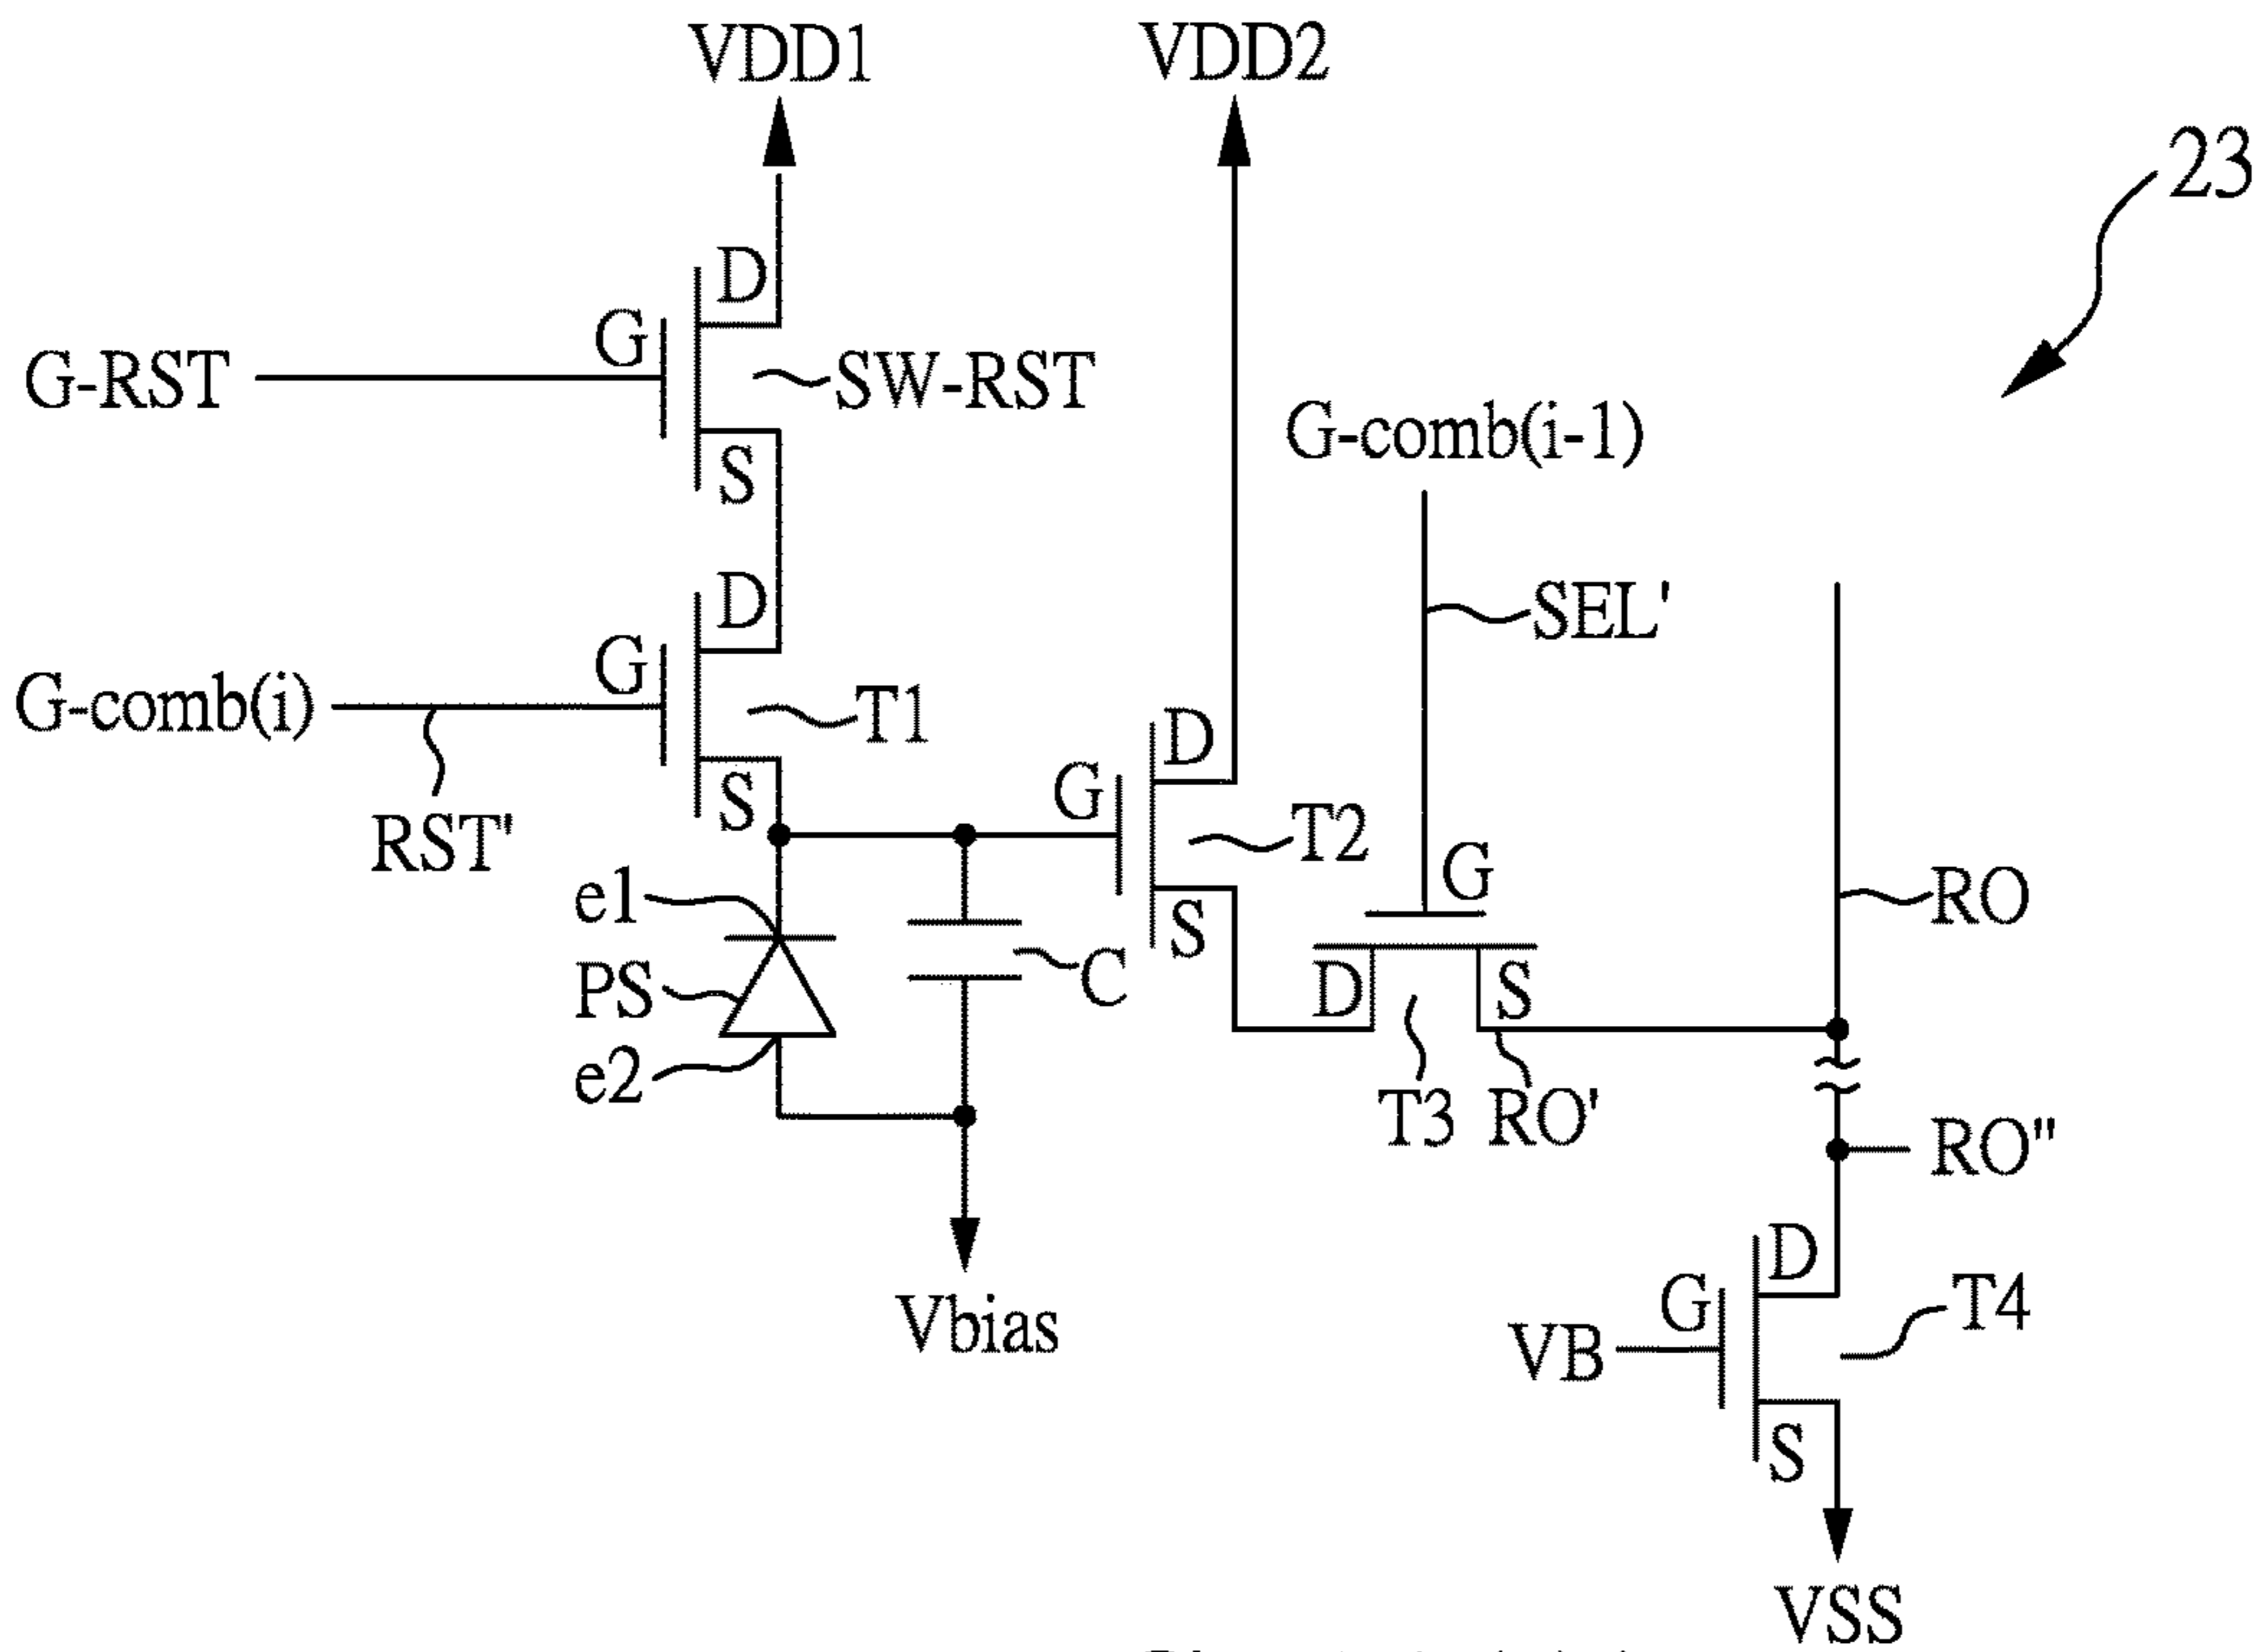 VDD1
VDD2
23
D
G
G-RST
SW-RST
S
G-comb(i-1)
D
G
SEL'
G-comb(i)
T1
S
RST'
D
G
T2
S
G
RO
e1
PS
C
D
S
e2
T3
RO'
RO"
Vbias
D
G
T4
VB
S
VSS